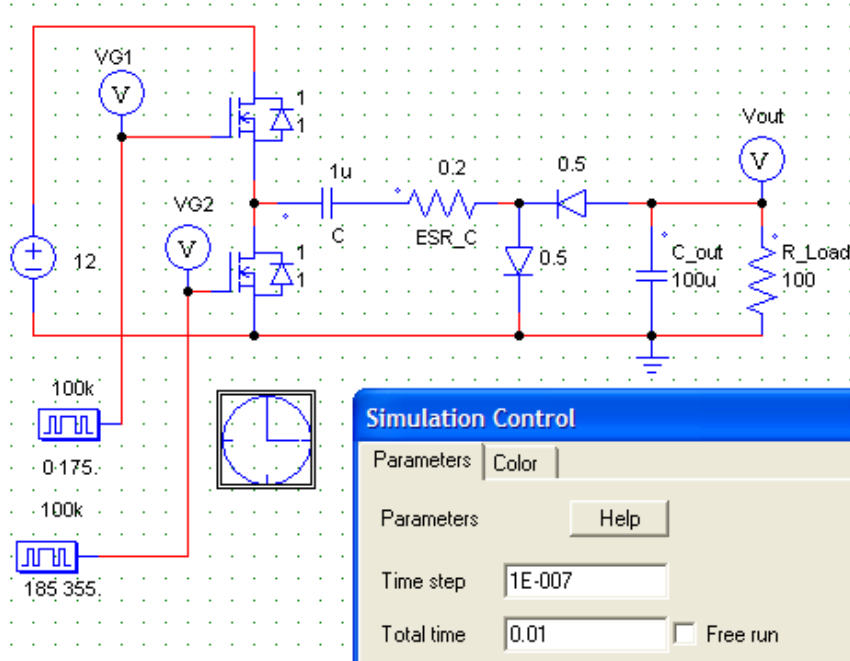 VG1
V
1
1
1u
0.2
0.5
Vout
V
VG2
V
C
ESR_C
12
1
1
0.5
C_out
100u
R_Load
100
100k
0 175.
100k
185 355.
Simulation Control
Parameters
Color
Parameters
Help
Time step
1E-007
Total time
0.01
Free run